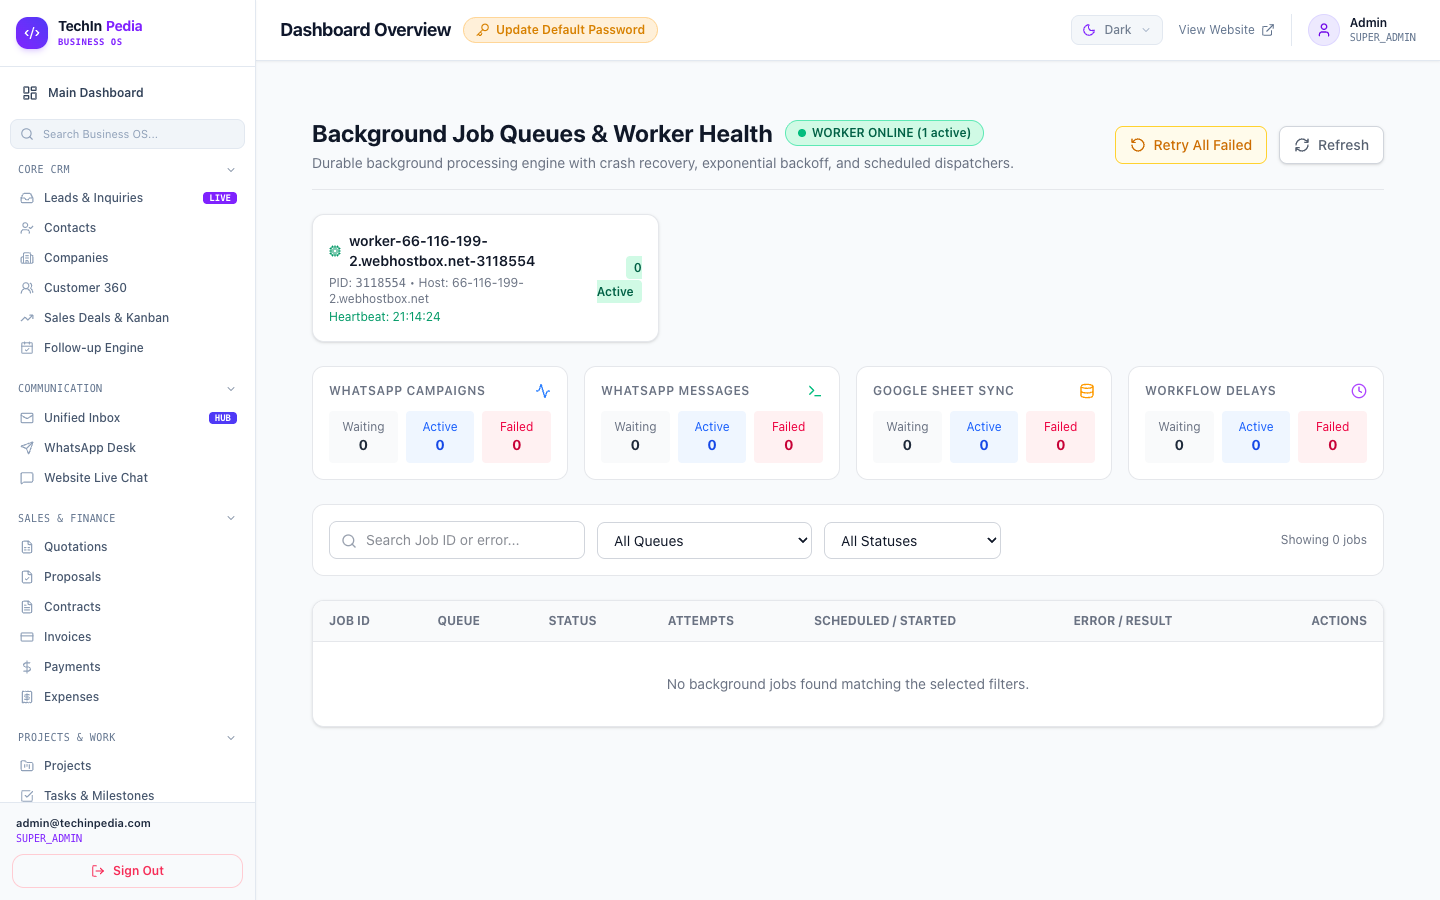 TechIn Pedia
BUSINESS OS
Main Dashboard
Search Business OS...
CORE CRM
Leads & Inquiries
LIVE
Contacts
Companies
Customer 360
Sales Deals & Kanban
Follow-up Engine
COMMUNICATION
Unified Inbox
HUB
WhatsApp Desk
Website Live Chat
SALES & FINANCE
Quotations
Proposals
Contracts
Invoices
Payments
Expenses
PROJECTS & WORK
Projects
Tasks & Milestones
admin@techinpedia.com
SUPER_ADMIN
Sign Out
Dashboard Overview
Update Default Password
Dark
View Website
Admin
SUPER_ADMIN
Background Job Queues & Worker Health
WORKER ONLINE (1 active)
Durable background processing engine with crash recovery, exponential backoff, and scheduled dispatchers.
Retry All Failed
Refresh
worker-66-116-199-
2.webhostbox.net-3118554
PID: 3118554 • Host: 66-116-199-
2.webhostbox.net
Heartbeat: 21:14:24
0
Active
WHATSAPP CAMPAIGNS
Waiting
0
Active
0
Failed
0
WHATSAPP MESSAGES
Waiting
0
Active
0
Failed
0
GOOGLE SHEET SYNC
Waiting
0
Active
0
Failed
0
WORKFLOW DELAYS
Waiting
0
Active
0
Failed
0
Search Job ID or error...
All Queues
All Statuses
Showing 0 jobs
JOB ID
QUEUE
STATUS
ATTEMPTS
SCHEDULED / STARTED
ERROR / RESULT
ACTIONS
No background jobs found matching the selected filters.